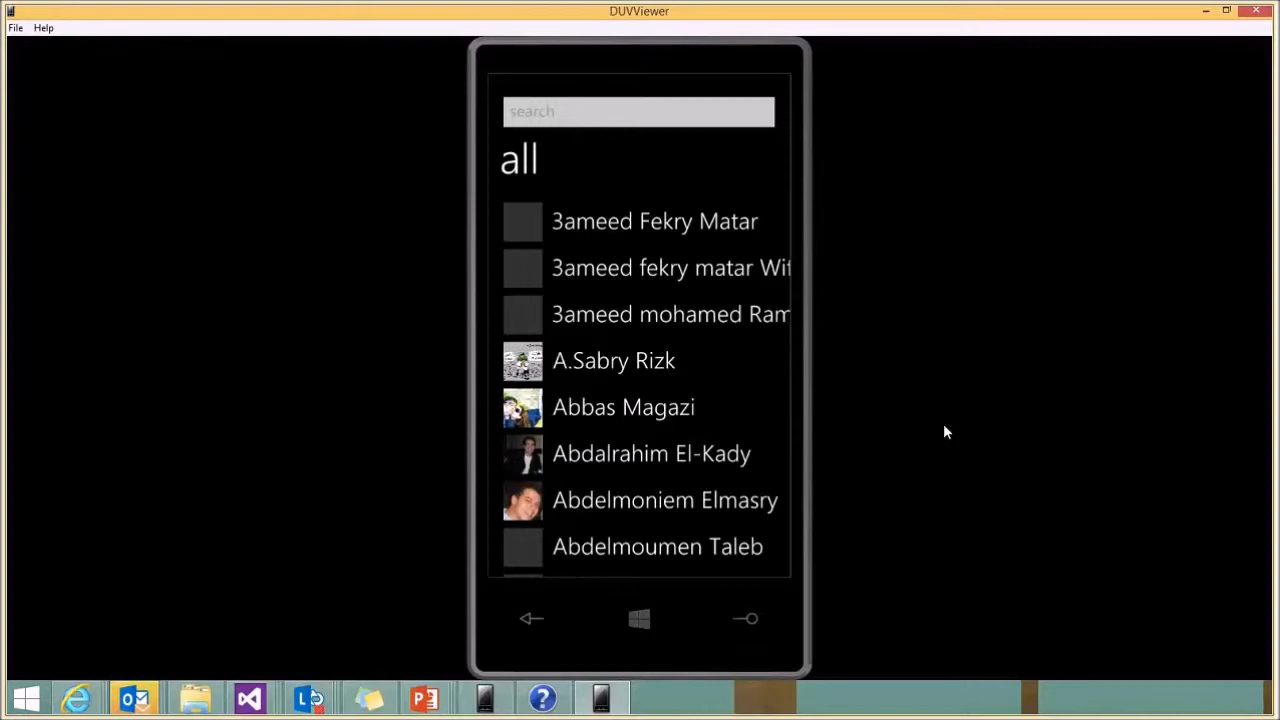 DUVViewer
File Help
search
all
3ameed Fekry Matar
3ameed fekry matar Wif
3ameed mohamed Ram
A.Sabry Rizk
Abbas Magazi
Abdalrahim El-Kady
Abdelmoniem Elmasry
Abdelmoumen Taleb